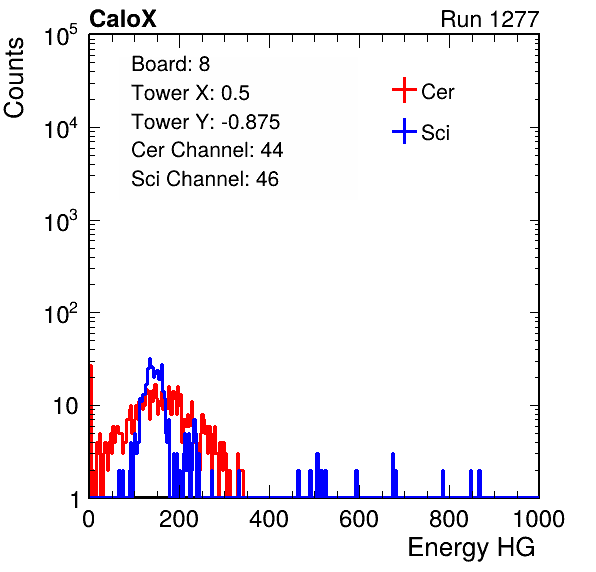 CaloX Run 1277
Counts
10^5
10^4
10^3
10^2
10
1
Board: 8
Tower X: 0.5
Tower Y: -0.875
Cer Channel: 44
Sci Channel: 46
Cer
Sci
0 200 400 600 800 1000
Energy HG